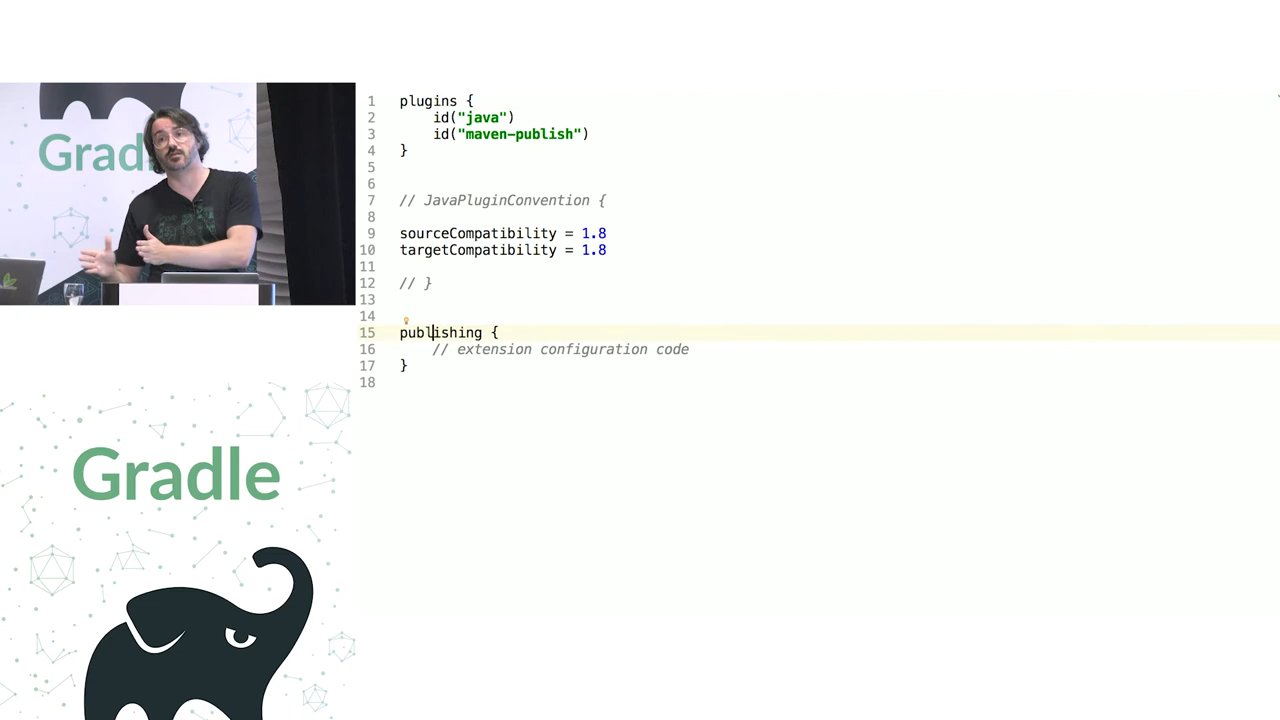 Gradl
1 plugins {
2 id("java")
3 id("maven-publish")
4 }
5
6
7 // JavaPluginConvention {
8
9 sourceCompatibility = 1.8
10 targetCompatibility = 1.8
11
12 // }
13
14
15 publishing {
16 // extension configuration code
17 }
18
Gradle